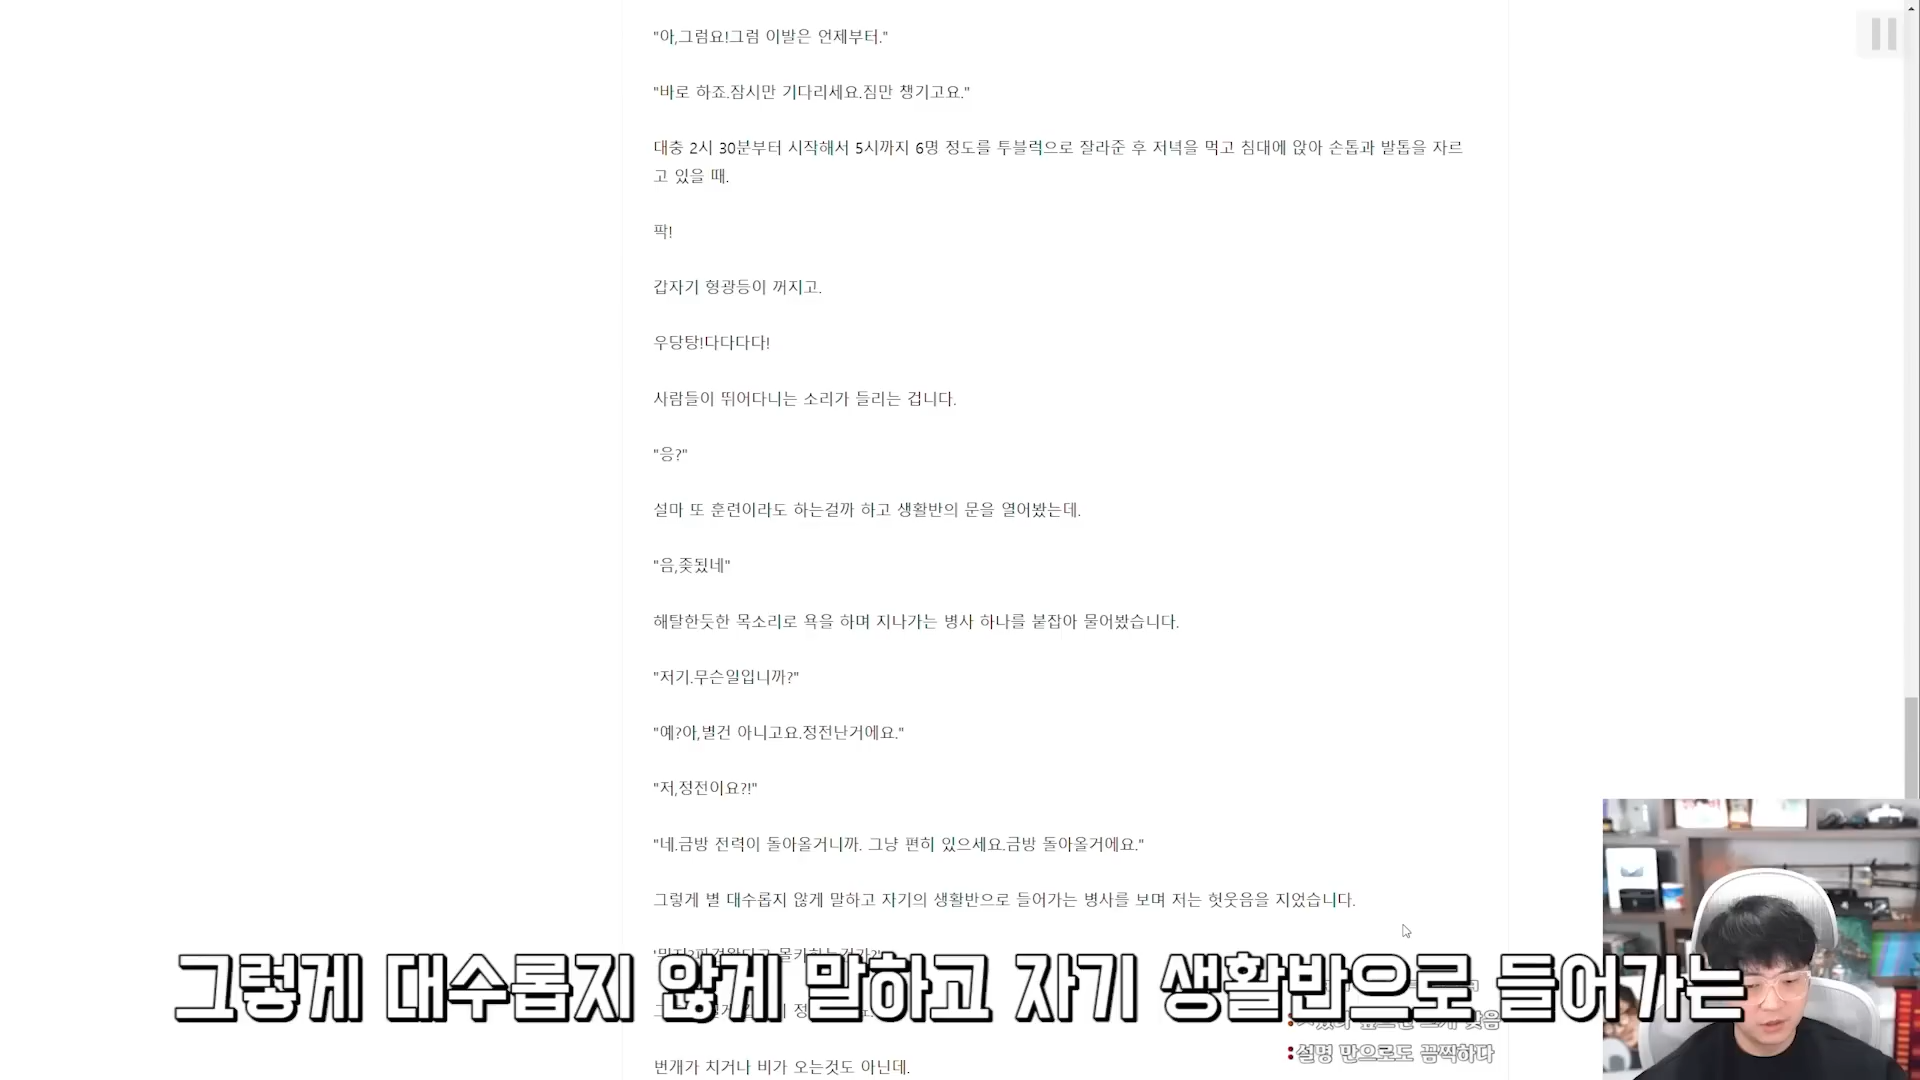 "아,그럼요!그럼 이발은 언제부터."
"바로 하죠.잠시만 기다리세요.짐만 챙기고요."
대충 2시 30분부터 시작해서 5시까지 6명 정도를 투블럭으로 잘라준 후 저녁을 먹고 침대에 앉아 손톱과 발톱을 자르
고 있을 때.
팍!
갑자기 형광등이 꺼지고.
우당탕!다다다다!
사람들이 뛰어다니는 소리가 들리는 겁니다.
"응?"
설마 또 훈련이라도 하는걸까 하고 생활반의 문을 열어봤는데.
"음,좆됬네"
해탈한듯한 목소리로 욕을 하며 지나가는 병사 하나를 붙잡아 물어봤습니다.
"저기.무슨일입니까?"
"예?아,별건 아니고요.정전난거에요."
"저,정전이요?!"
"네.금방 전력이 돌아올거니까. 그냥 편히 있으세요.금방 돌아올거에요."
그렇게 별 대수롭지 않게 말하고 자기의 생활반으로 들어가는 병사를 보며 저는 헛웃음을 지었습니다.
그렇게 대수롭지 않게 말하고 자기 생활반으로 들어가는
:설명 만으로도 끔찍하다
번개가 치거나 비가 오는것도 아닌데.